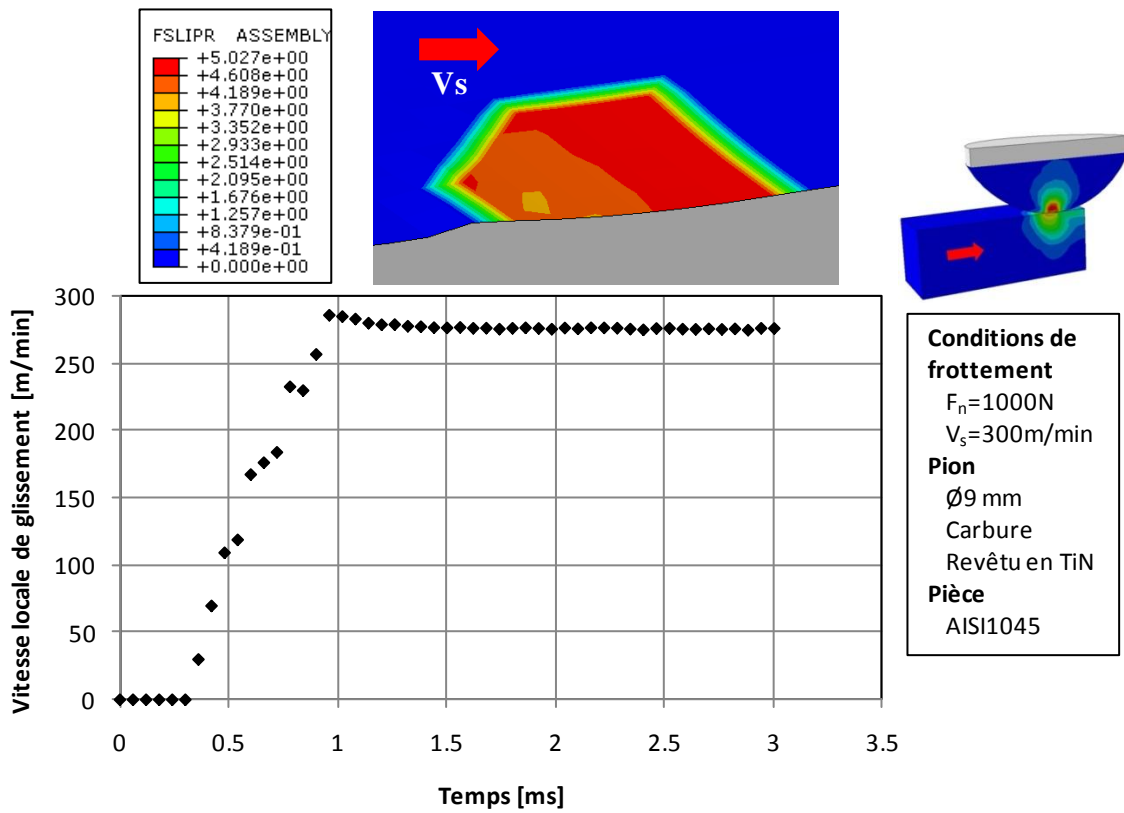 FSLIPR ASSEMBLY
+5.027e+00
+4.608e+00
+4.189e+00
+3.770e+00
+3.352e+00
+2.933e+00
+2.514e+00
+2.095e+00
+1.676e+00
+1.257e+00
+8.379e-01
+4.189e-01
+0.000e+00
Vs
Vitesse locale de glissement [m/min]
300
250
200
150
100
50
0
0
0.5
1
1.5
2
2.5
3
3.5
Temps [ms]
Conditions de
frottement
Fn=1000N
Vs=300m/min
Pion
Ø9 mm
Carbure
Revêtu en TiN
Pièce
AISI1045